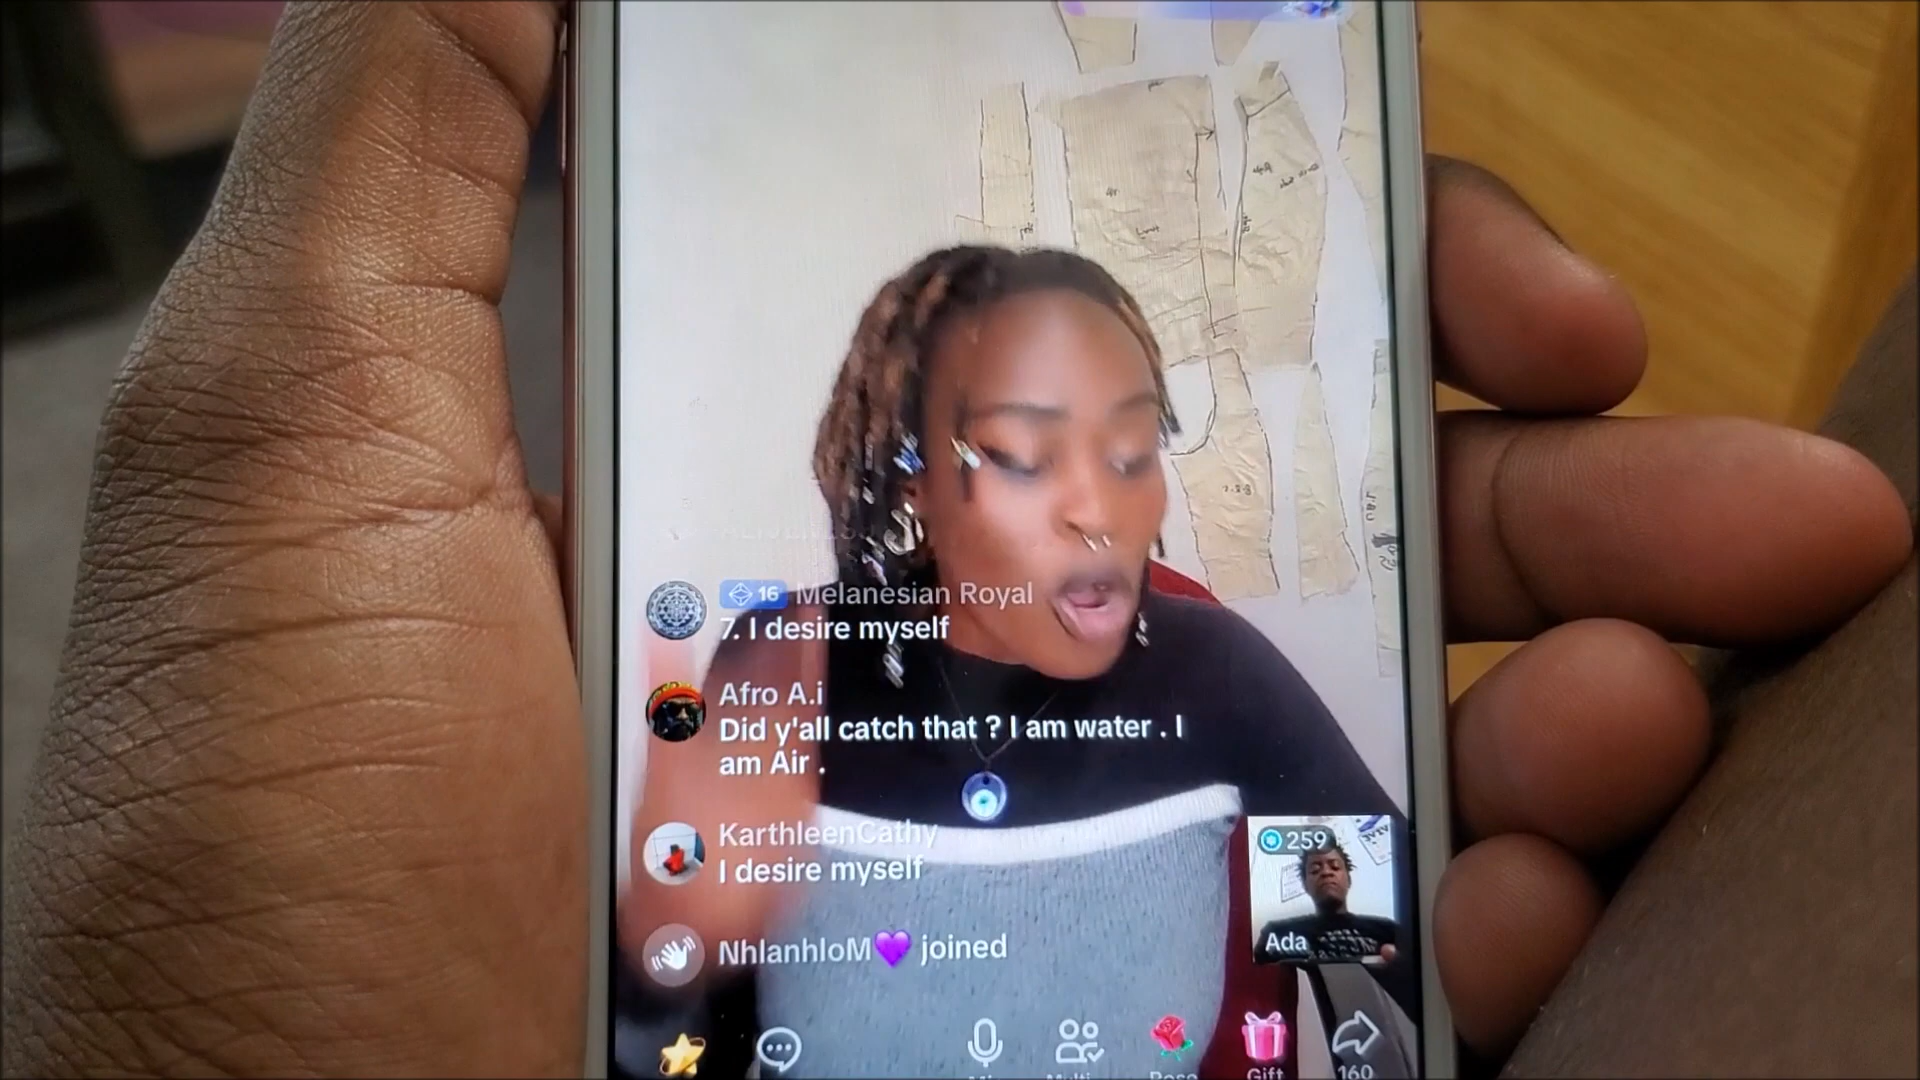 16 Melanesian Royal
7. I desire myself
Afro A.i
Did y'all catch that ? I am water . I
am Air .
KarthleenCathy
I desire myself
NhlanhloM💜 joined
259
Ada
Rose
Gift
160